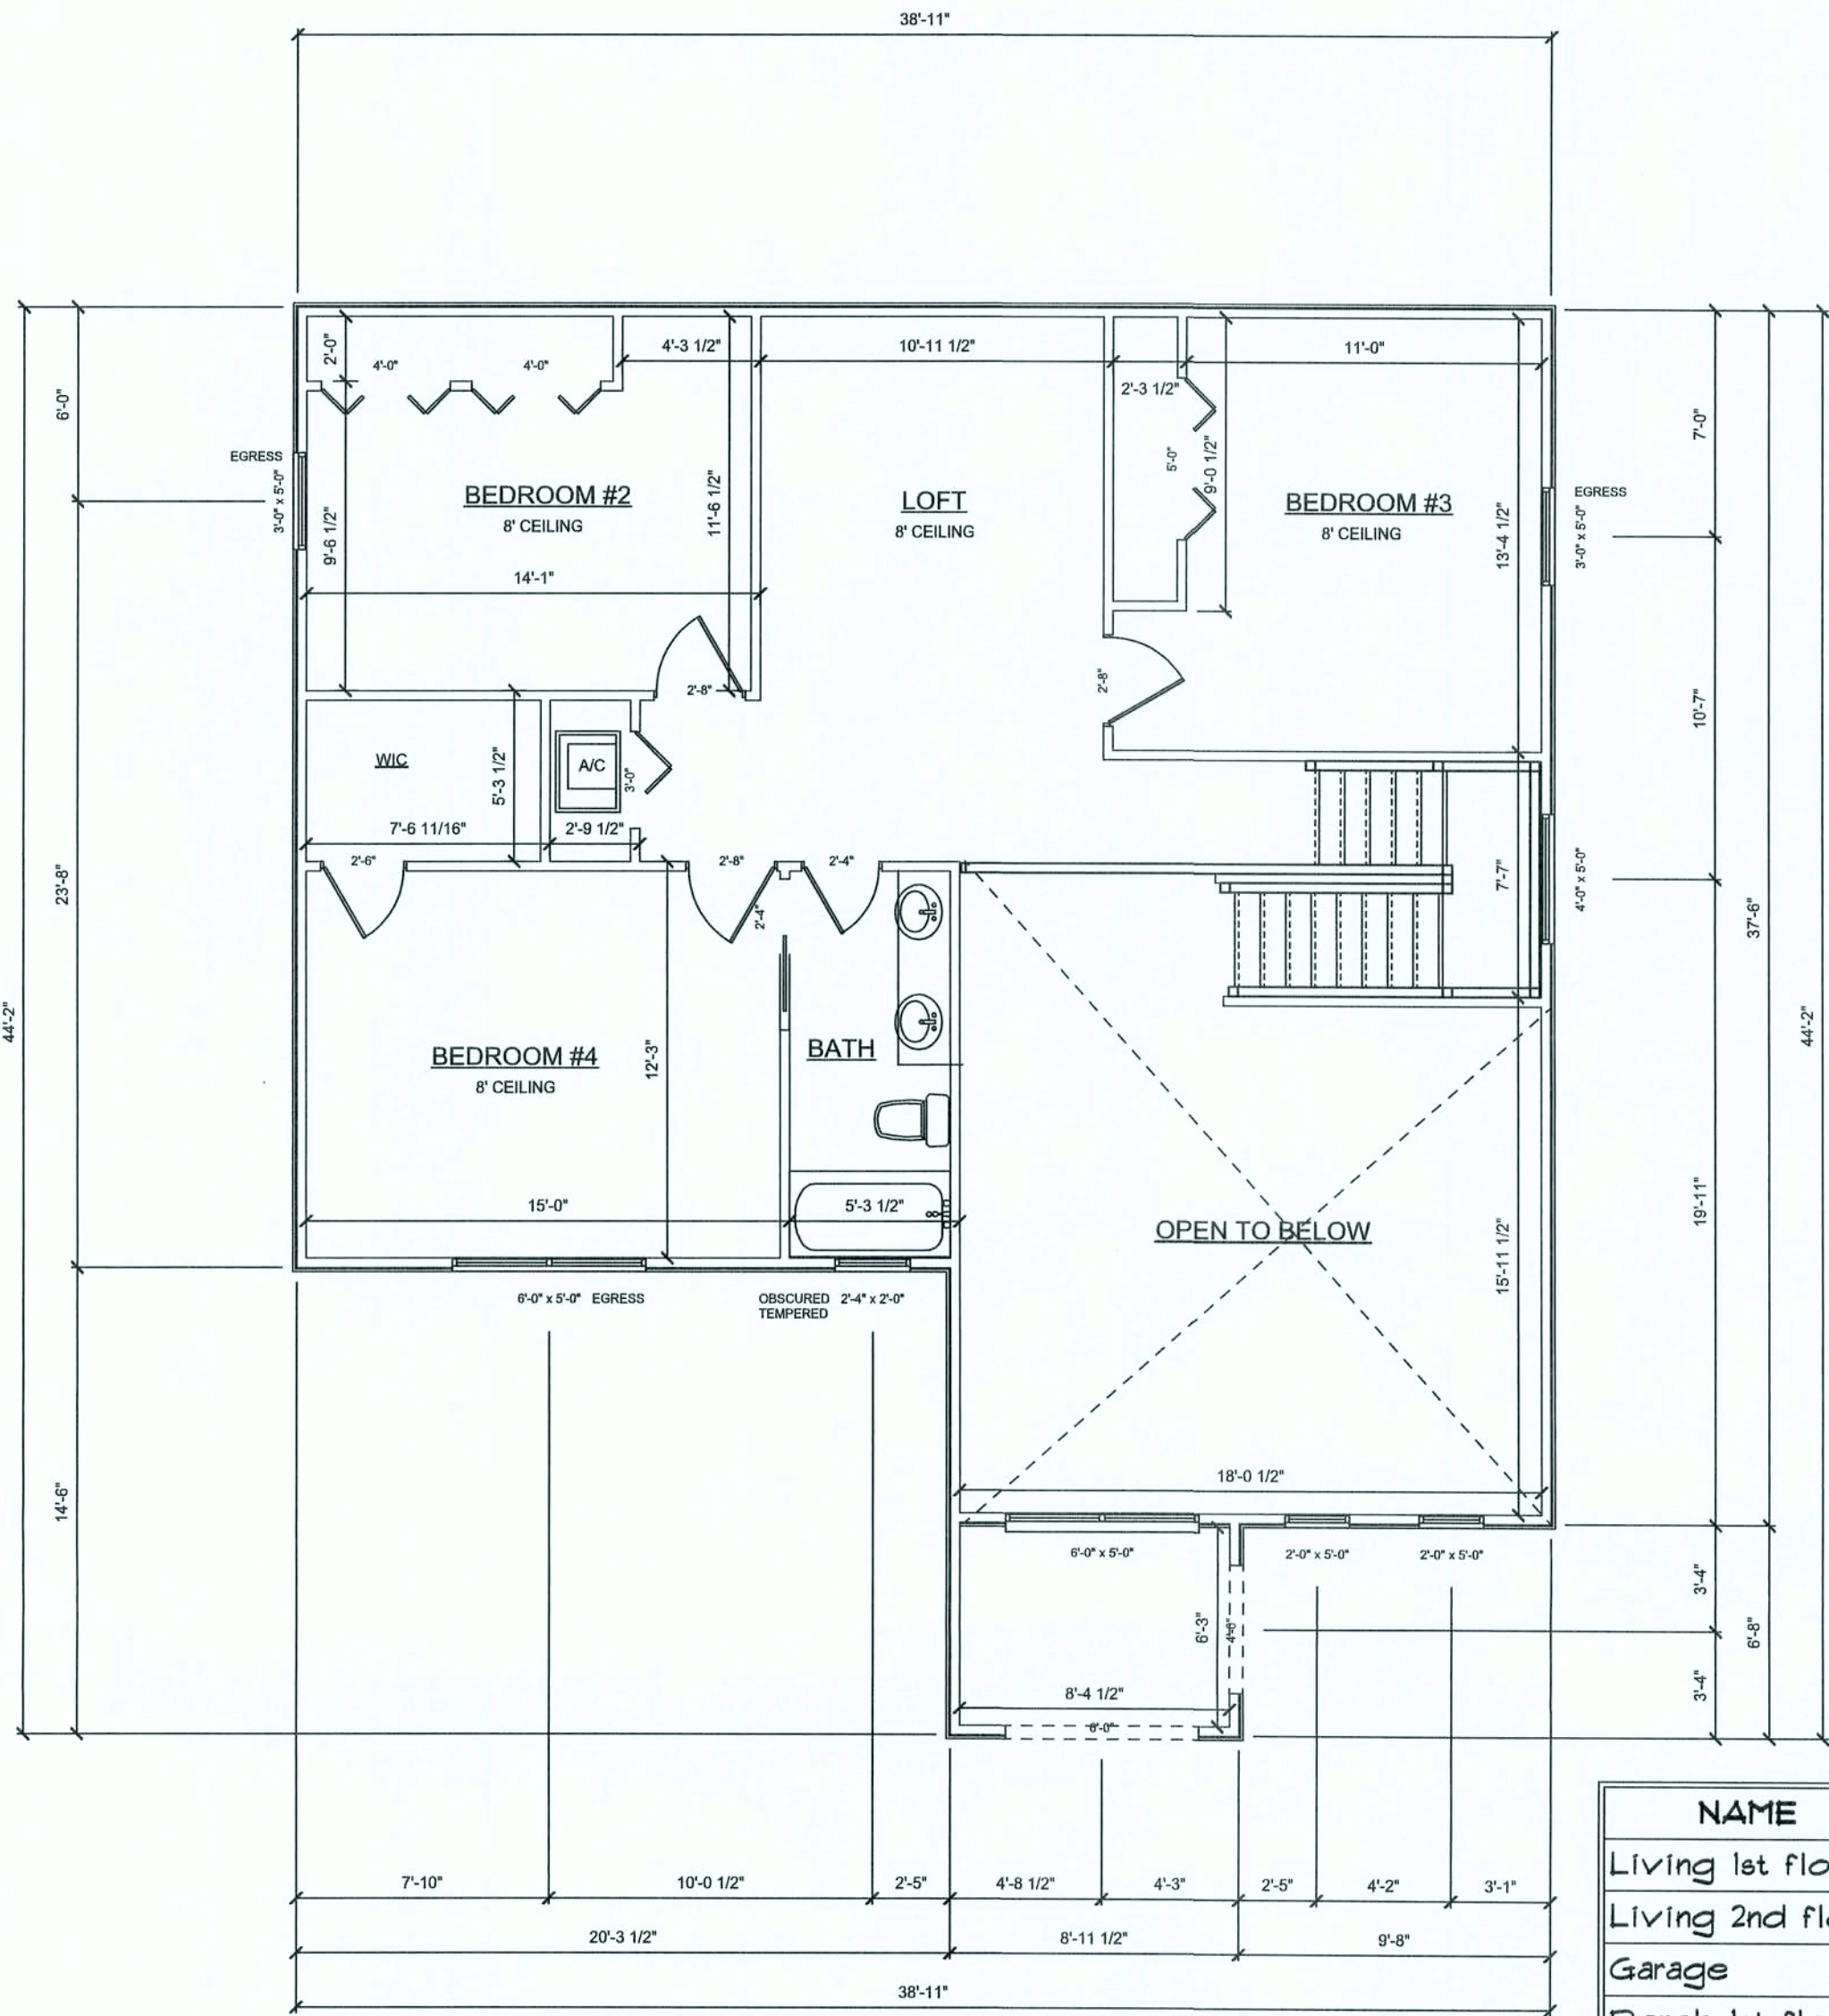 38'-11"
4'-3 1/2"
10'-11 1/2"
11'-0"
2'-0"
4'-0"
4'-0"
2'-3 1/2"
6'-0"
7'-0"
EGRESS
3'-0" x 5'-0"
BEDROOM #2
8' CEILING
9'-6 1/2"
11'-6 1/2"
14'-1"
LOFT
8' CEILING
5'-0"
9'-0 1/2"
BEDROOM #3
8' CEILING
13'-4 1/2"
EGRESS
3'-0" x 5'-0"
2'-8"
2'-8"
10'-7"
WIC
5'-3 1/2"
A/C
3'-0"
7'-6 11/16"
2'-9 1/2"
2'-6"
2'-8"
2'-4"
2'-4"
7'-7"
4'-0" x 5'-0"
23'-8"
37'-6"
44'-2"
44'-2"
BEDROOM #4
8' CEILING
12'-3"
BATH
15'-0"
5'-3 1/2"
OPEN TO BELOW
15'-11 1/2"
19'-11"
6'-0" x 5'-0" EGRESS
OBSCURED 2'-4" x 2'-0"
TEMPERED
18'-0 1/2"
14'-6"
6'-0" x 5'-0"
2'-0" x 5'-0"
2'-0" x 5'-0"
3'-4"
6'-3"
6'-8"
3'-4"
8'-4 1/2"
6'-0"
NAME
Living 1st flo
Living 2nd fl
Garage
7'-10"
10'-0 1/2"
2'-5"
4'-8 1/2"
4'-3"
2'-5"
4'-2"
3'-1"
20'-3 1/2"
8'-11 1/2"
9'-8"
38'-11"